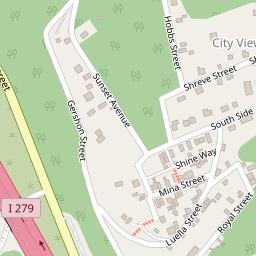 Hobbs Street
City View
Shreve Street
Sunset Avenue
Gershon Street
South Side
Shine Way
Mina Street
I 279
Luella Street
Royal Street